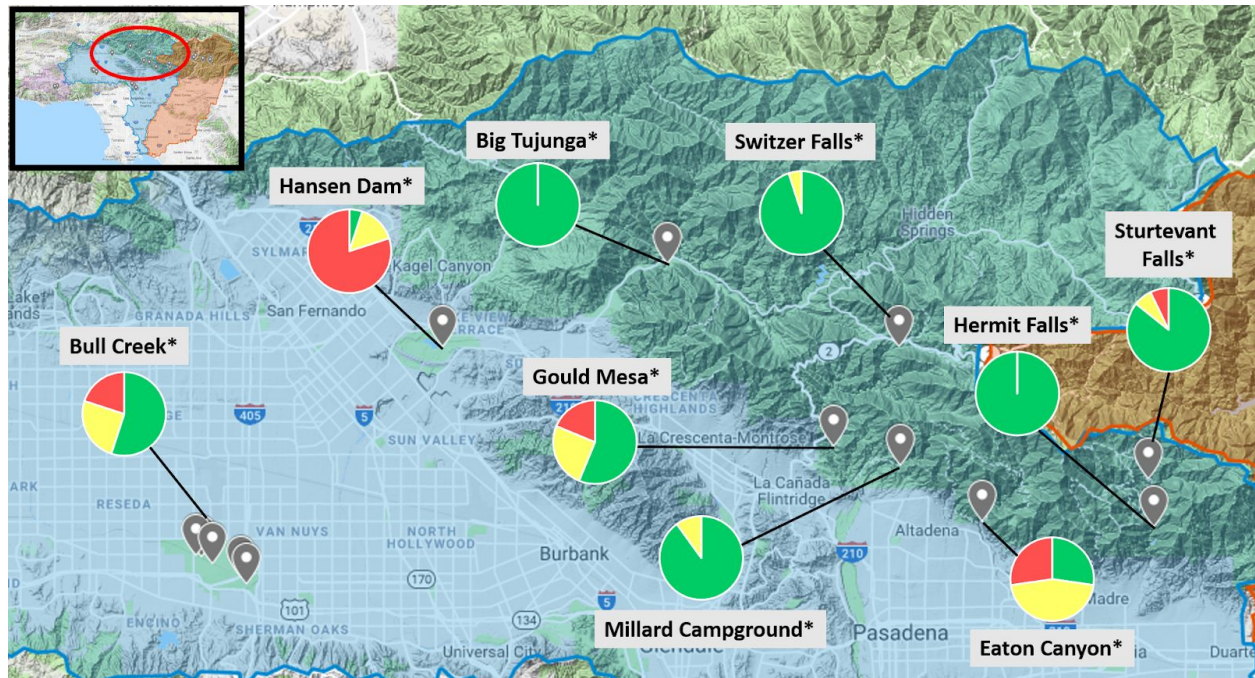 Big Tujunga*
Switzer Falls*
Hansen Dam*
Sturtevant
Falls*
Hermit Falls*
Bull Creek*
Gould Mesa*
Millard Campground*
Eaton Canyon*
Hidden
Springs
SYLMAR
Kagel Canyon
San Fernando
GRANADA HILLS
2
405
5
210
SUN VALLEY
CRESCENTA
HIGHLANDS
La Crescenta-Montrose
La Cañada
Flintridge
RESEDA
VAN NUYS
NORTH
HOLLYWOOD
Burbank
Altadena
210
170
101
134
5
ENCINO
SHERMAN OAKS
Universal City
Pasadena
Madre
Duarte